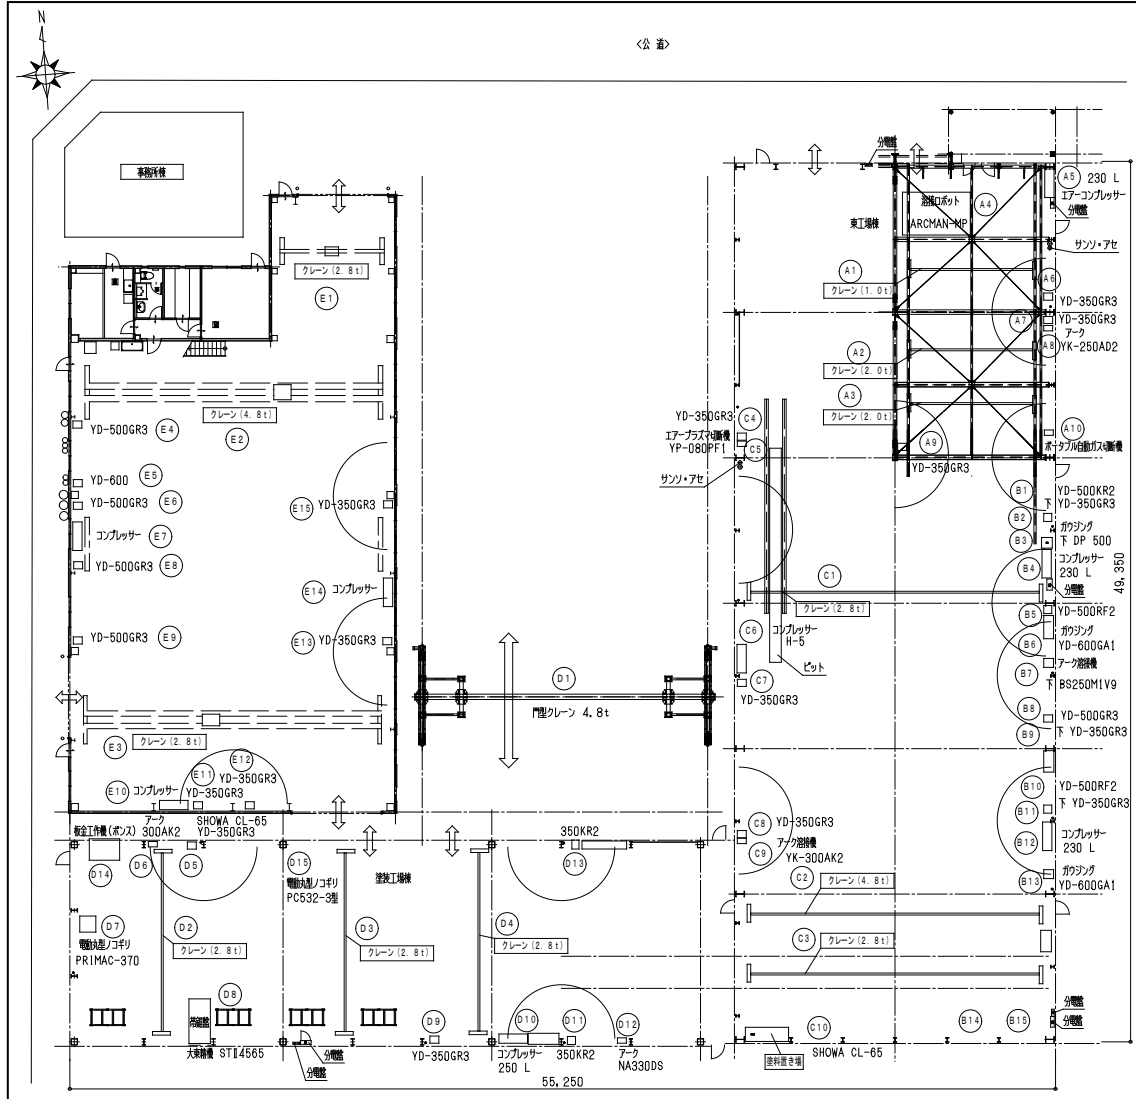 N
〈公 道〉
事務所棟
クレーン(2.8t)
E1
クレーン(4.8t)
E2
YD-500GR3 E4
YD-600 E5
YD-500GR3 E6
コンプレッサー E7
YD-500GR3 E8
YD-500GR3 E9
E15 YD-350GR3
E14 コンプレッサー
E13 YD-350GR3
E3 クレーン(2.8t)
E12
E11 YD-350GR3
E10 コンプレッサー YD-350GR3
D1
門型クレーン 4.8t
分電盤
東工場棟
溶接ロボット
ARCMAN-MP
A4
A5 230 L
エアーコンプレッサー
分電盤
サンソ・アセ
A1
クレーン(1.0t)
A6
YD-350GR3
A7 YD-350GR3
アーク
A8 YK-250AD2
A2
クレーン(2.0t)
A3
クレーン(2.0t)
A9
YD-350GR3
A10
ポータブル自動ガス切断機
YD-350GR3 C4
エアープラズマ切断機
YP-080PF1 C5
サンソ・アセ
B1 YD-500KR2
下 YD-350GR3
B2
ガウジング
B3 下 DP 500
コンプレッサー
B4 230 L
分電盤
B5 YD-500RF2
ガウジング
B6 YD-600GA1
アーク溶接機
B7 下 BS250M1V9
B8 YD-500GR3
B9 下 YD-350GR3
C1
クレーン(2.8t)
C6 コンプレッサー
H-5
ピット
C7
YD-350GR3
49,350
B10 YD-500RF2
B11 下 YD-350GR3
コンプレッサー
B12 230 L
ガウジング
B13 YD-600GA1
C8 YD-350GR3
アーク溶接機
C9 YK-300AK2
C2
クレーン(4.8t)
C3 クレーン(2.8t)
板金工作機(ポンス) アーク SHOWA CL-65
300AK2 YD-350GR3
D14 D6 D5
D15
電動丸型ノコギリ
PC532-3型
塗装工場棟
350KR2
D13
D7
電動丸型ノコギリ
PRIMAC-370
D2
クレーン(2.8t)
D3
クレーン(2.8t)
D4
クレーン(2.8t)
D8
帯鋸盤
大東精機 STⅡ4565
分電盤
分電盤
D9
YD-350GR3
D10
コンプレッサー
250 L
D11
350KR2
D12
アーク
NA330DS
C10
SHOWA CL-65
塗料置き場
B14 B15
分電盤
分電盤
55,250